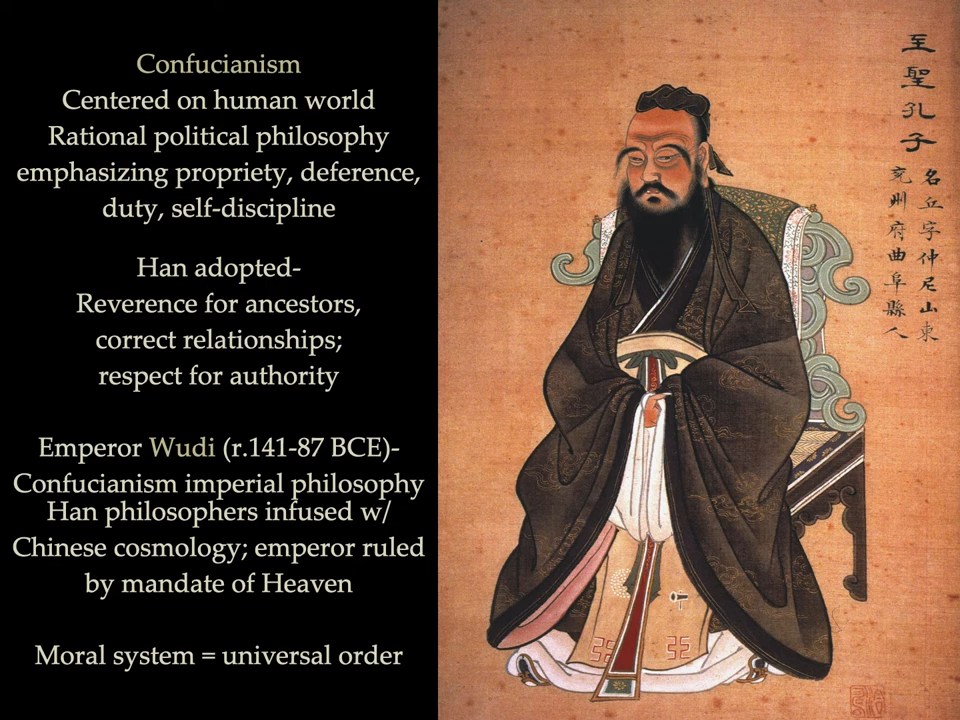 Confucianism
Centered on human world
Rational political philosophy
emphasizing propriety, deference,
duty, self-discipline
Han adopted-
Reverence for ancestors,
correct relationships;
respect for authority
Emperor Wudi (r.141-87 BCE)-
Confucianism imperial philosophy
Han philosophers infused w/
Chinese cosmology; emperor ruled
by mandate of Heaven
Moral system = universal order
至聖孔子
名丘字仲尼山東
兖州府曲阜縣人